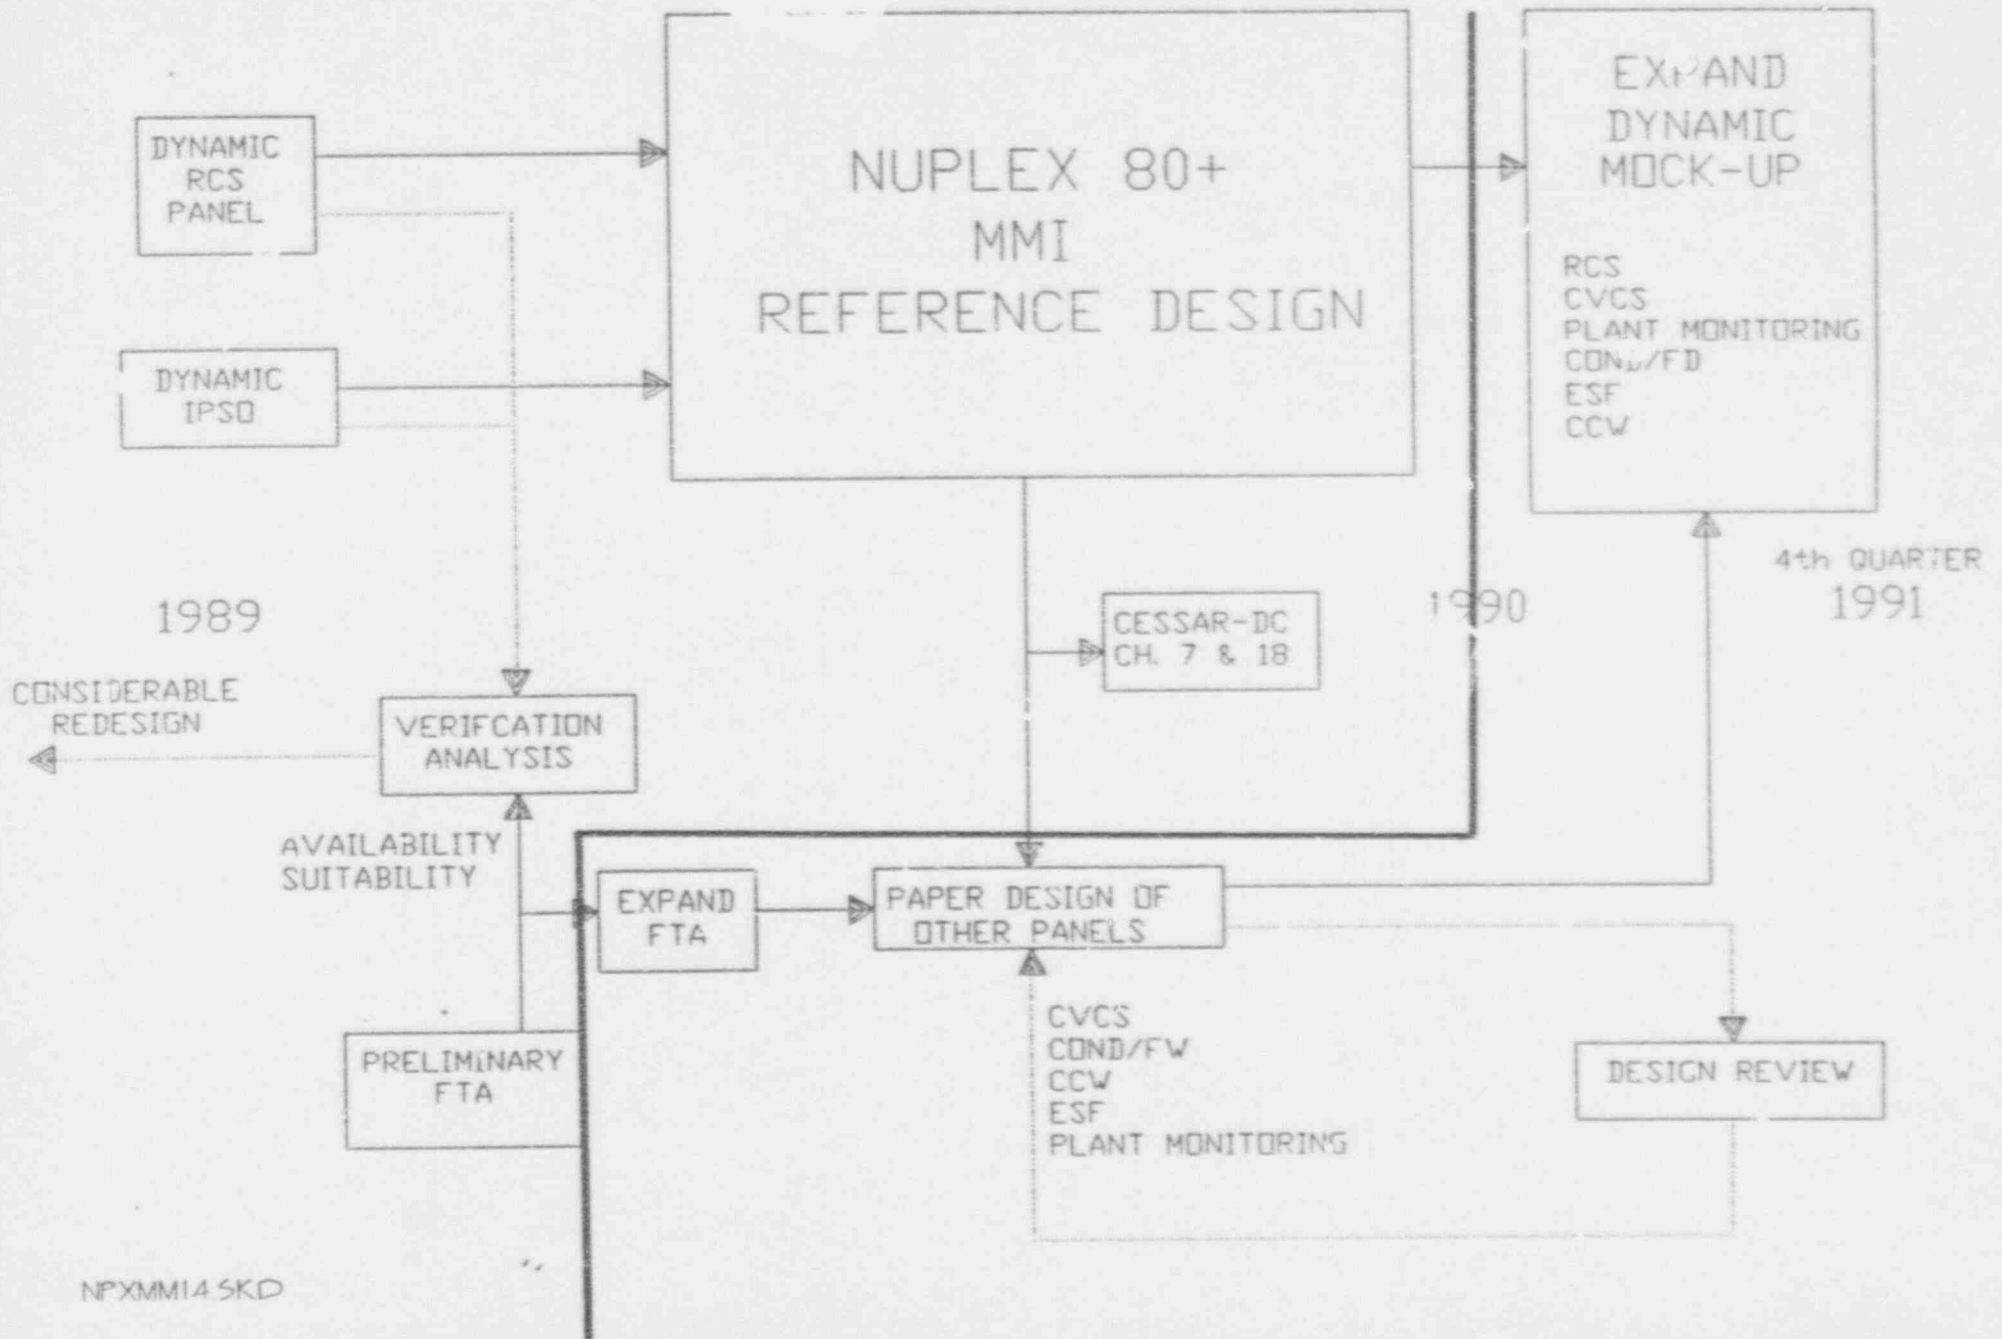 DYNAMIC
RCS
PANEL
NUPLEX 80+
MMI
REFERENCE DESIGN
EXPAND
DYNAMIC
MOCK-UP
RCS
CVCS
PLANT MONITORING
ESF
CCW
DYNAMIC
IPSO
4th QUARTER
1991
1989
1990
CESSAR-DC
CH. 7 & 18
CONSIDERABLE
REDESIGN
VERIFCATION
ANALYSIS
AVAILABILITY
SUITABILITY
EXPAND
FTA
PAPER DESIGN OF
OTHER PANELS
PRELIMINARY
FTA
CVCS
COND/FW
CCW
ESF
PLANT MONITORING
DESIGN REVIEW
NPXMM14.SKD